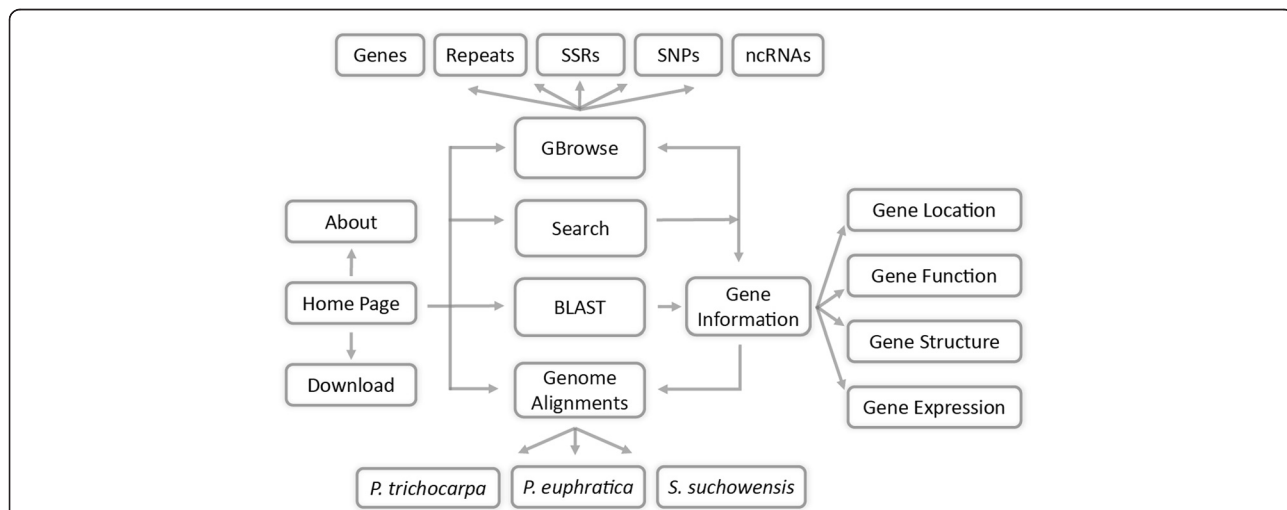 Genes
Repeats
SSRs
SNPs
ncRNAs
GBrowse
About
Search
Gene Location
Home Page
BLAST
Gene
Information
Gene Function
Gene Structure
Download
Genome
Alignments
Gene Expression
P. trichocarpa
P. euphratica
S. suchowensis